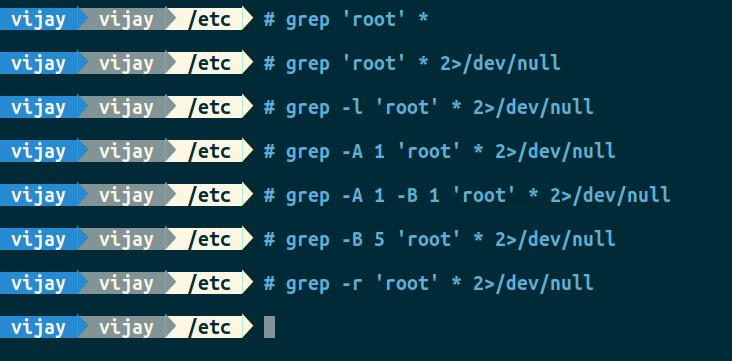 vijay vijay /etc # grep 'root' *
vijay vijay /etc # grep 'root' * 2>/dev/null
vijay vijay /etc # grep -l 'root' * 2>/dev/null
vijay vijay /etc # grep -A 1 'root' * 2>/dev/null
vijay vijay /etc # grep -A 1 -B 1 'root' * 2>/dev/null
vijay vijay /etc # grep -B 5 'root' * 2>/dev/null
vijay vijay /etc # grep -r 'root' * 2>/dev/null
vijay vijay /etc